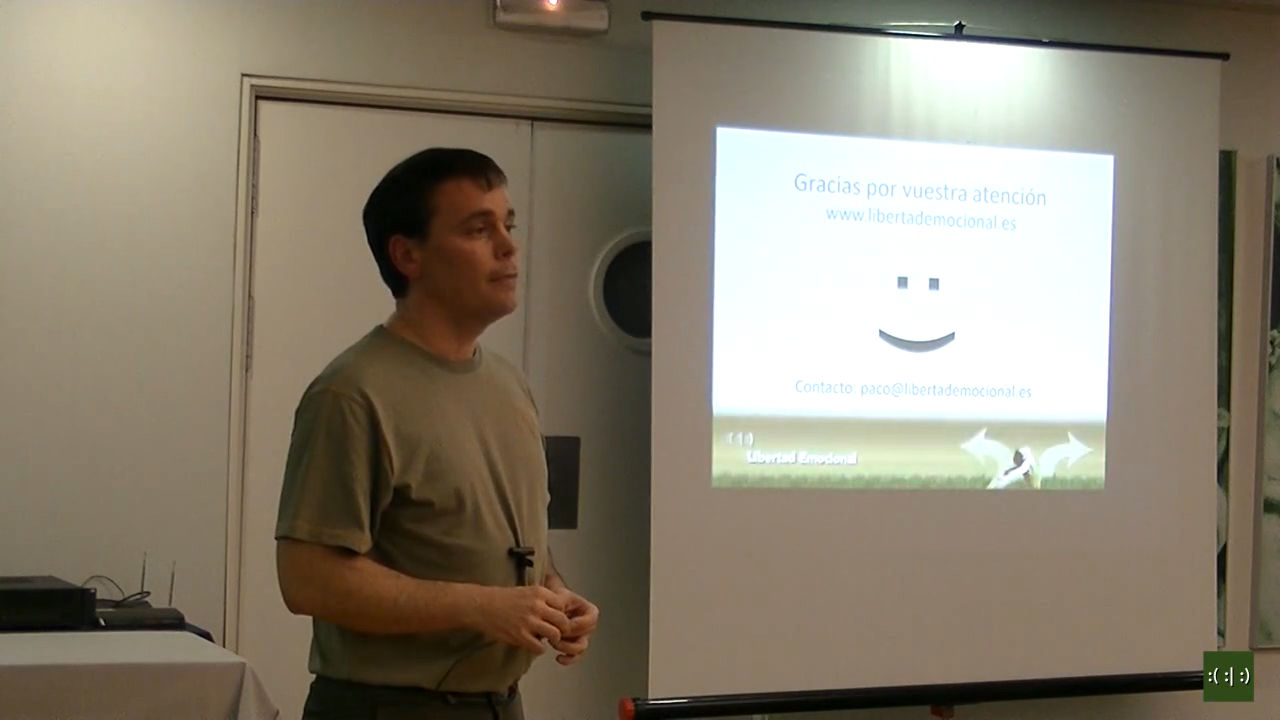 Gracias por vuestra atención
www.libertademocional.es
Contacto: paco@libertademocional.es
:( :| :)
Libertad Emocional
:( :| :)